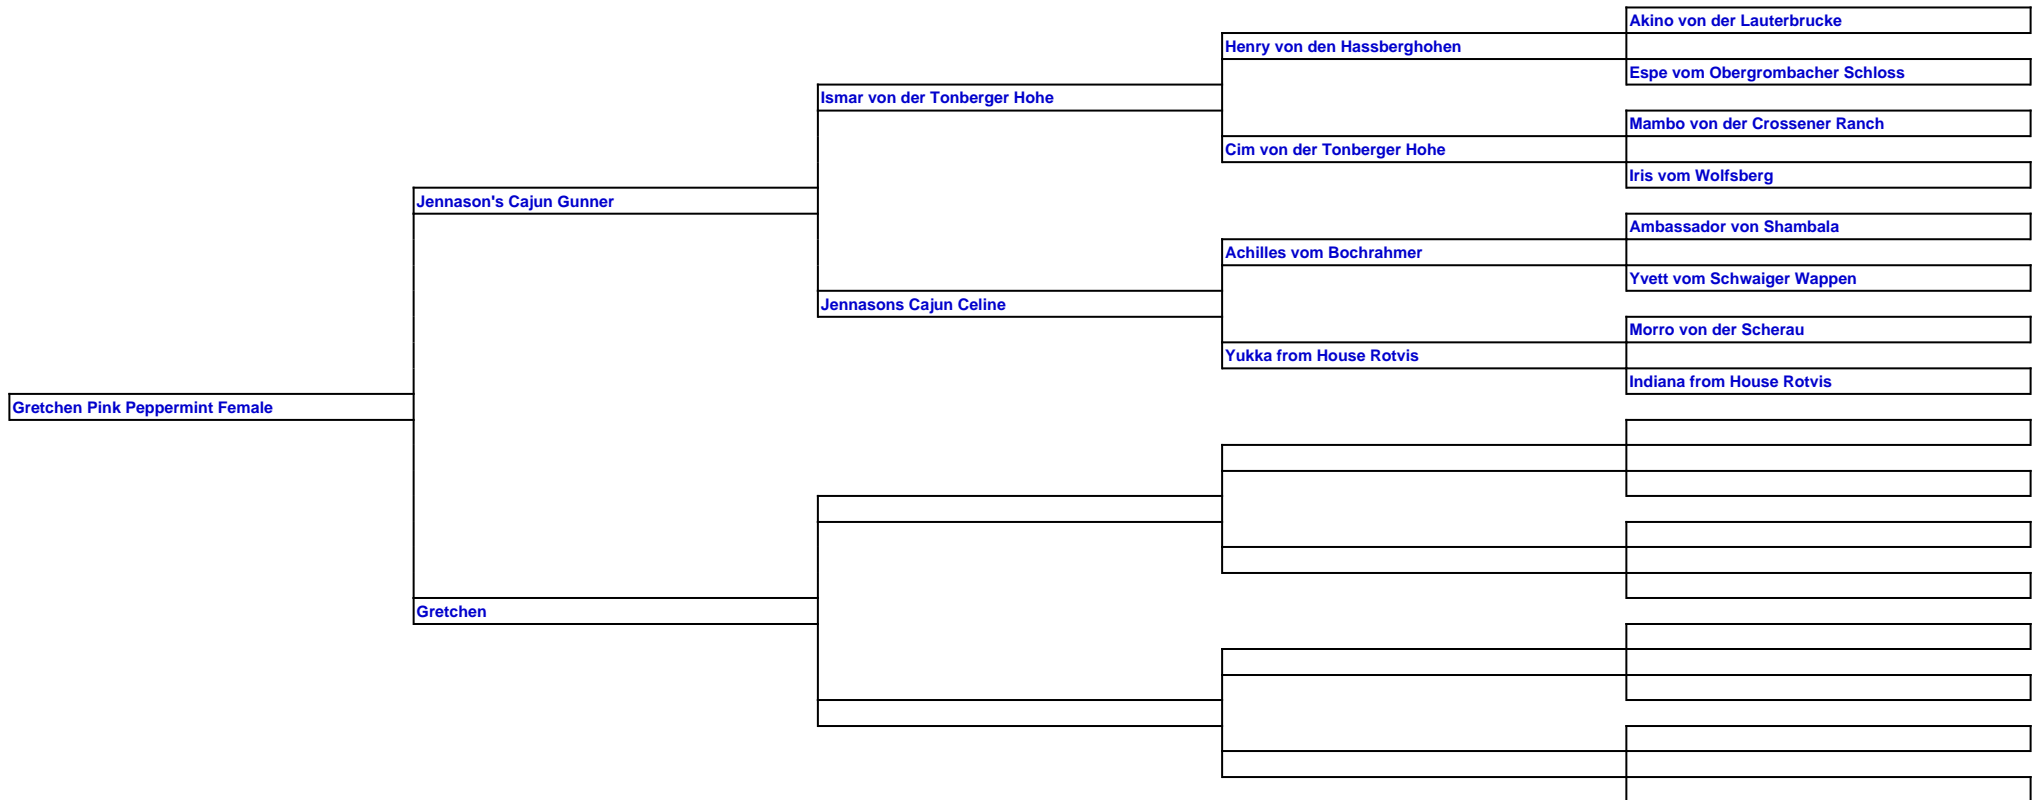 Akino von der Lauterbrucke
Henry von den Hassberghohen
Espe vom Obergrombacher Schloss
Ismar von der Tonberger Hohe
Mambo von der Crossener Ranch
Cim von der Tonberger Hohe
Iris vom Wolfsberg
Jennason's Cajun Gunner
Ambassador von Shambala
Achilles vom Bochrahmer
Yvett vom Schwaiger Wappen
Jennasons Cajun Celine
Morro von der Scherau
Yukka from House Rotvis
Indiana from House Rotvis
Gretchen Pink Peppermint Female
Gretchen